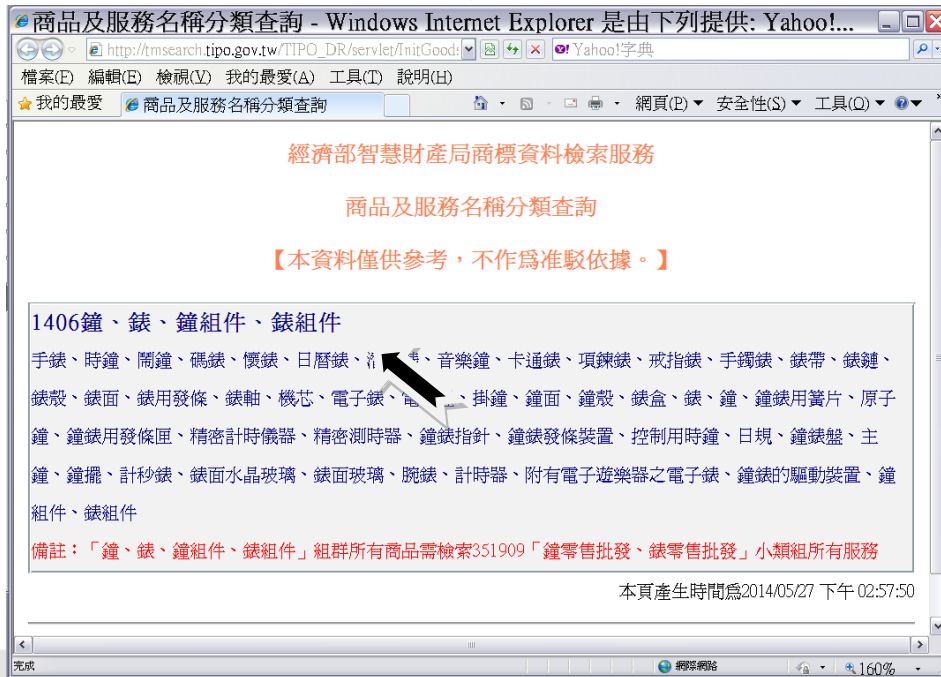 商品及服務名稱分類查詢 - Windows Internet Explorer 是由下列提供: Yahoo!...
http://tmsearch.tipo.gov.tw/TIPO_DR/servlet/InitGood: Yahoo!字典
檔案(F) 編輯(E) 檢視(V) 我的最愛(A) 工具(T) 說明(H)
我的最愛 商品及服務名稱分類查詢 網頁(P) 安全性(S) 工具(O)
經濟部智慧財產局商標資料檢索服務
商品及服務名稱分類查詢
【本資料僅供參考,不作為准駁依據。】
1406鐘、錶、鐘組件、錶組件
手錶、時鐘、鬧鐘、碼錶、懷錶、日曆錶、、音樂鐘、卡通錶、項鍊錶、戒指錶、手鐲錶、錶帶、錶鏈、
錶殼、錶面、錶用發條、錶軸、機芯、電子錶、、掛鐘、鐘面、鐘殼、錶盒、錶、鐘、鐘錶用簧片、原子
鐘、鐘錶用發條匣、精密計時儀器、精密測時器、鐘錶指針、鐘錶發條裝置、控制用時鐘、日規、鐘錶盤、主
鐘、鐘擺、計秒錶、錶面水晶玻璃、錶面玻璃、腕錶、計時器、附有電子遊樂器之電子錶、鐘錶的驅動裝置、鐘
組件、錶組件
備註:「鐘、錶、鐘組件、錶組件」組群所有商品需檢索351909「鐘零售批發、錶零售批發」小類組所有服務
本頁產生時間為2014/05/27 下午 02:57:50
完成 網際網路 160%